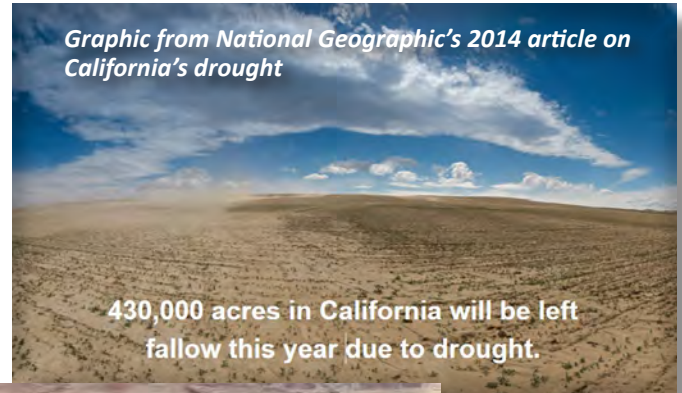 Graphic from National Geographic's 2014 article on
California's drought
430,000 acres in California will be left
fallow this year due to drought.